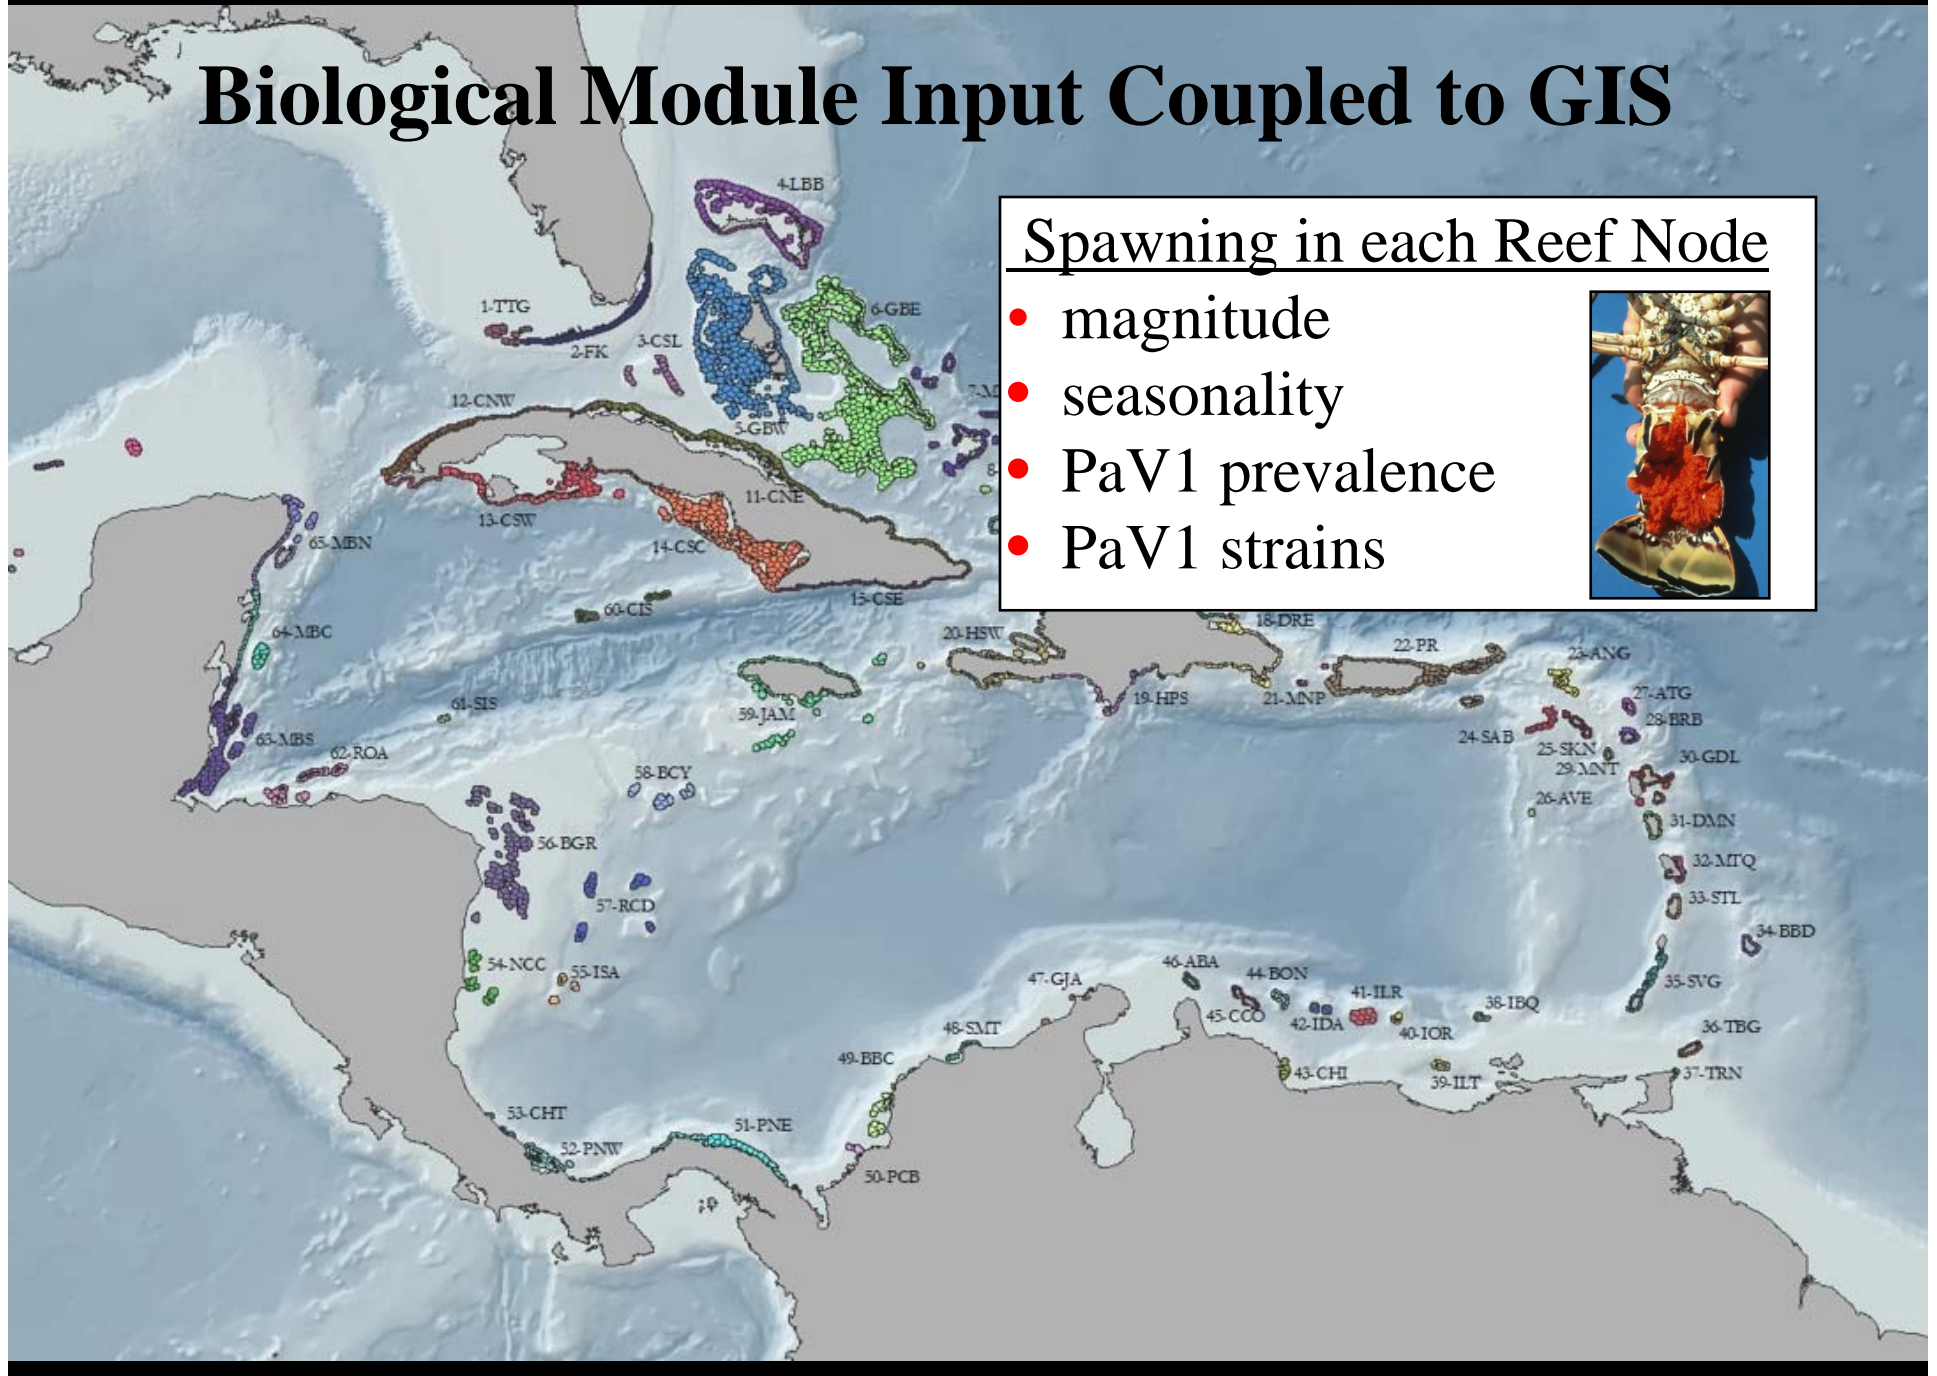 Biological Module Input Coupled to GIS
4-LBB
Spawning in each Reef Node
• magnitude
• seasonality
• PaV1 prevalence
• PaV1 strains
1-TTG
6-GBE
2-FK
3-CSL
12-CNW
5-GBW
11-CNE
13-CSW
65-MBN
14-CSC
15-CSE
60-CIS
64-MBC
18-DRE
20-HSW
22-PR
23-ANG
61-SIS
59-JAM
19-HPS
21-MNP
27-ATG
28-BRB
63-MBS
62-ROA
24-SAB
25-SKN
29-MNT
30-GDL
58-BCY
26-AVE
31-DMN
56-BGR
32-MTQ
57-RCD
33-STL
34-BBD
54-NCC
55-ISA
47-GJA
46-ABA
44-BON
41-ILR
35-SVG
45-CCO
42-IDA
40-IOR
38-IBQ
48-SMT
36-TBG
49-BBC
43-CHI
39-ILT
37-TRN
53-CHT
51-PNE
52-PNW
50-PCB